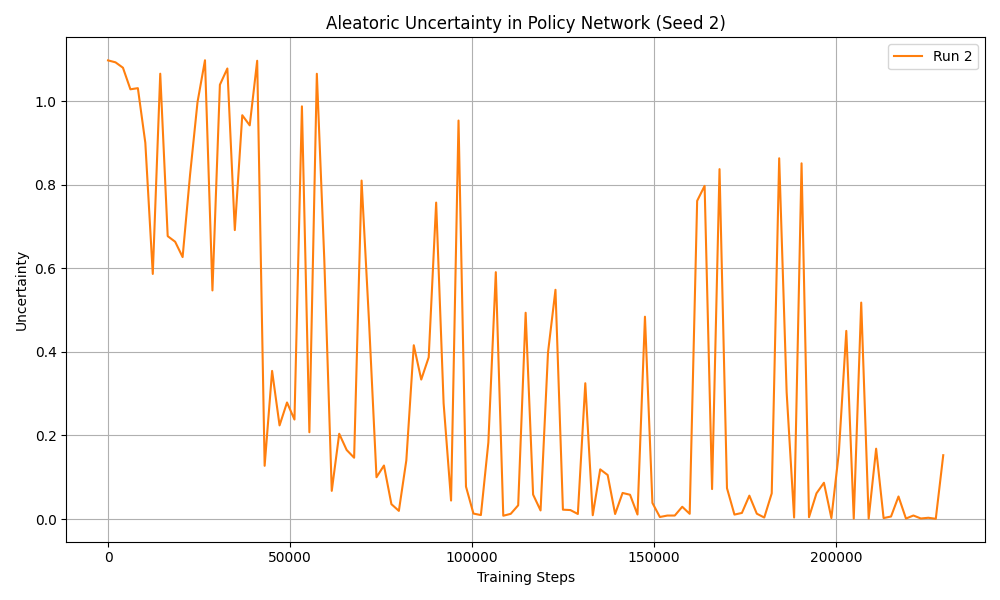 Aleatoric Uncertainty in Policy Network (Seed 2)
Run 2
Uncertainty
1.0
0.8
0.6
0.4
0.2
0.0
0 50000 100000 150000 200000
Training Steps